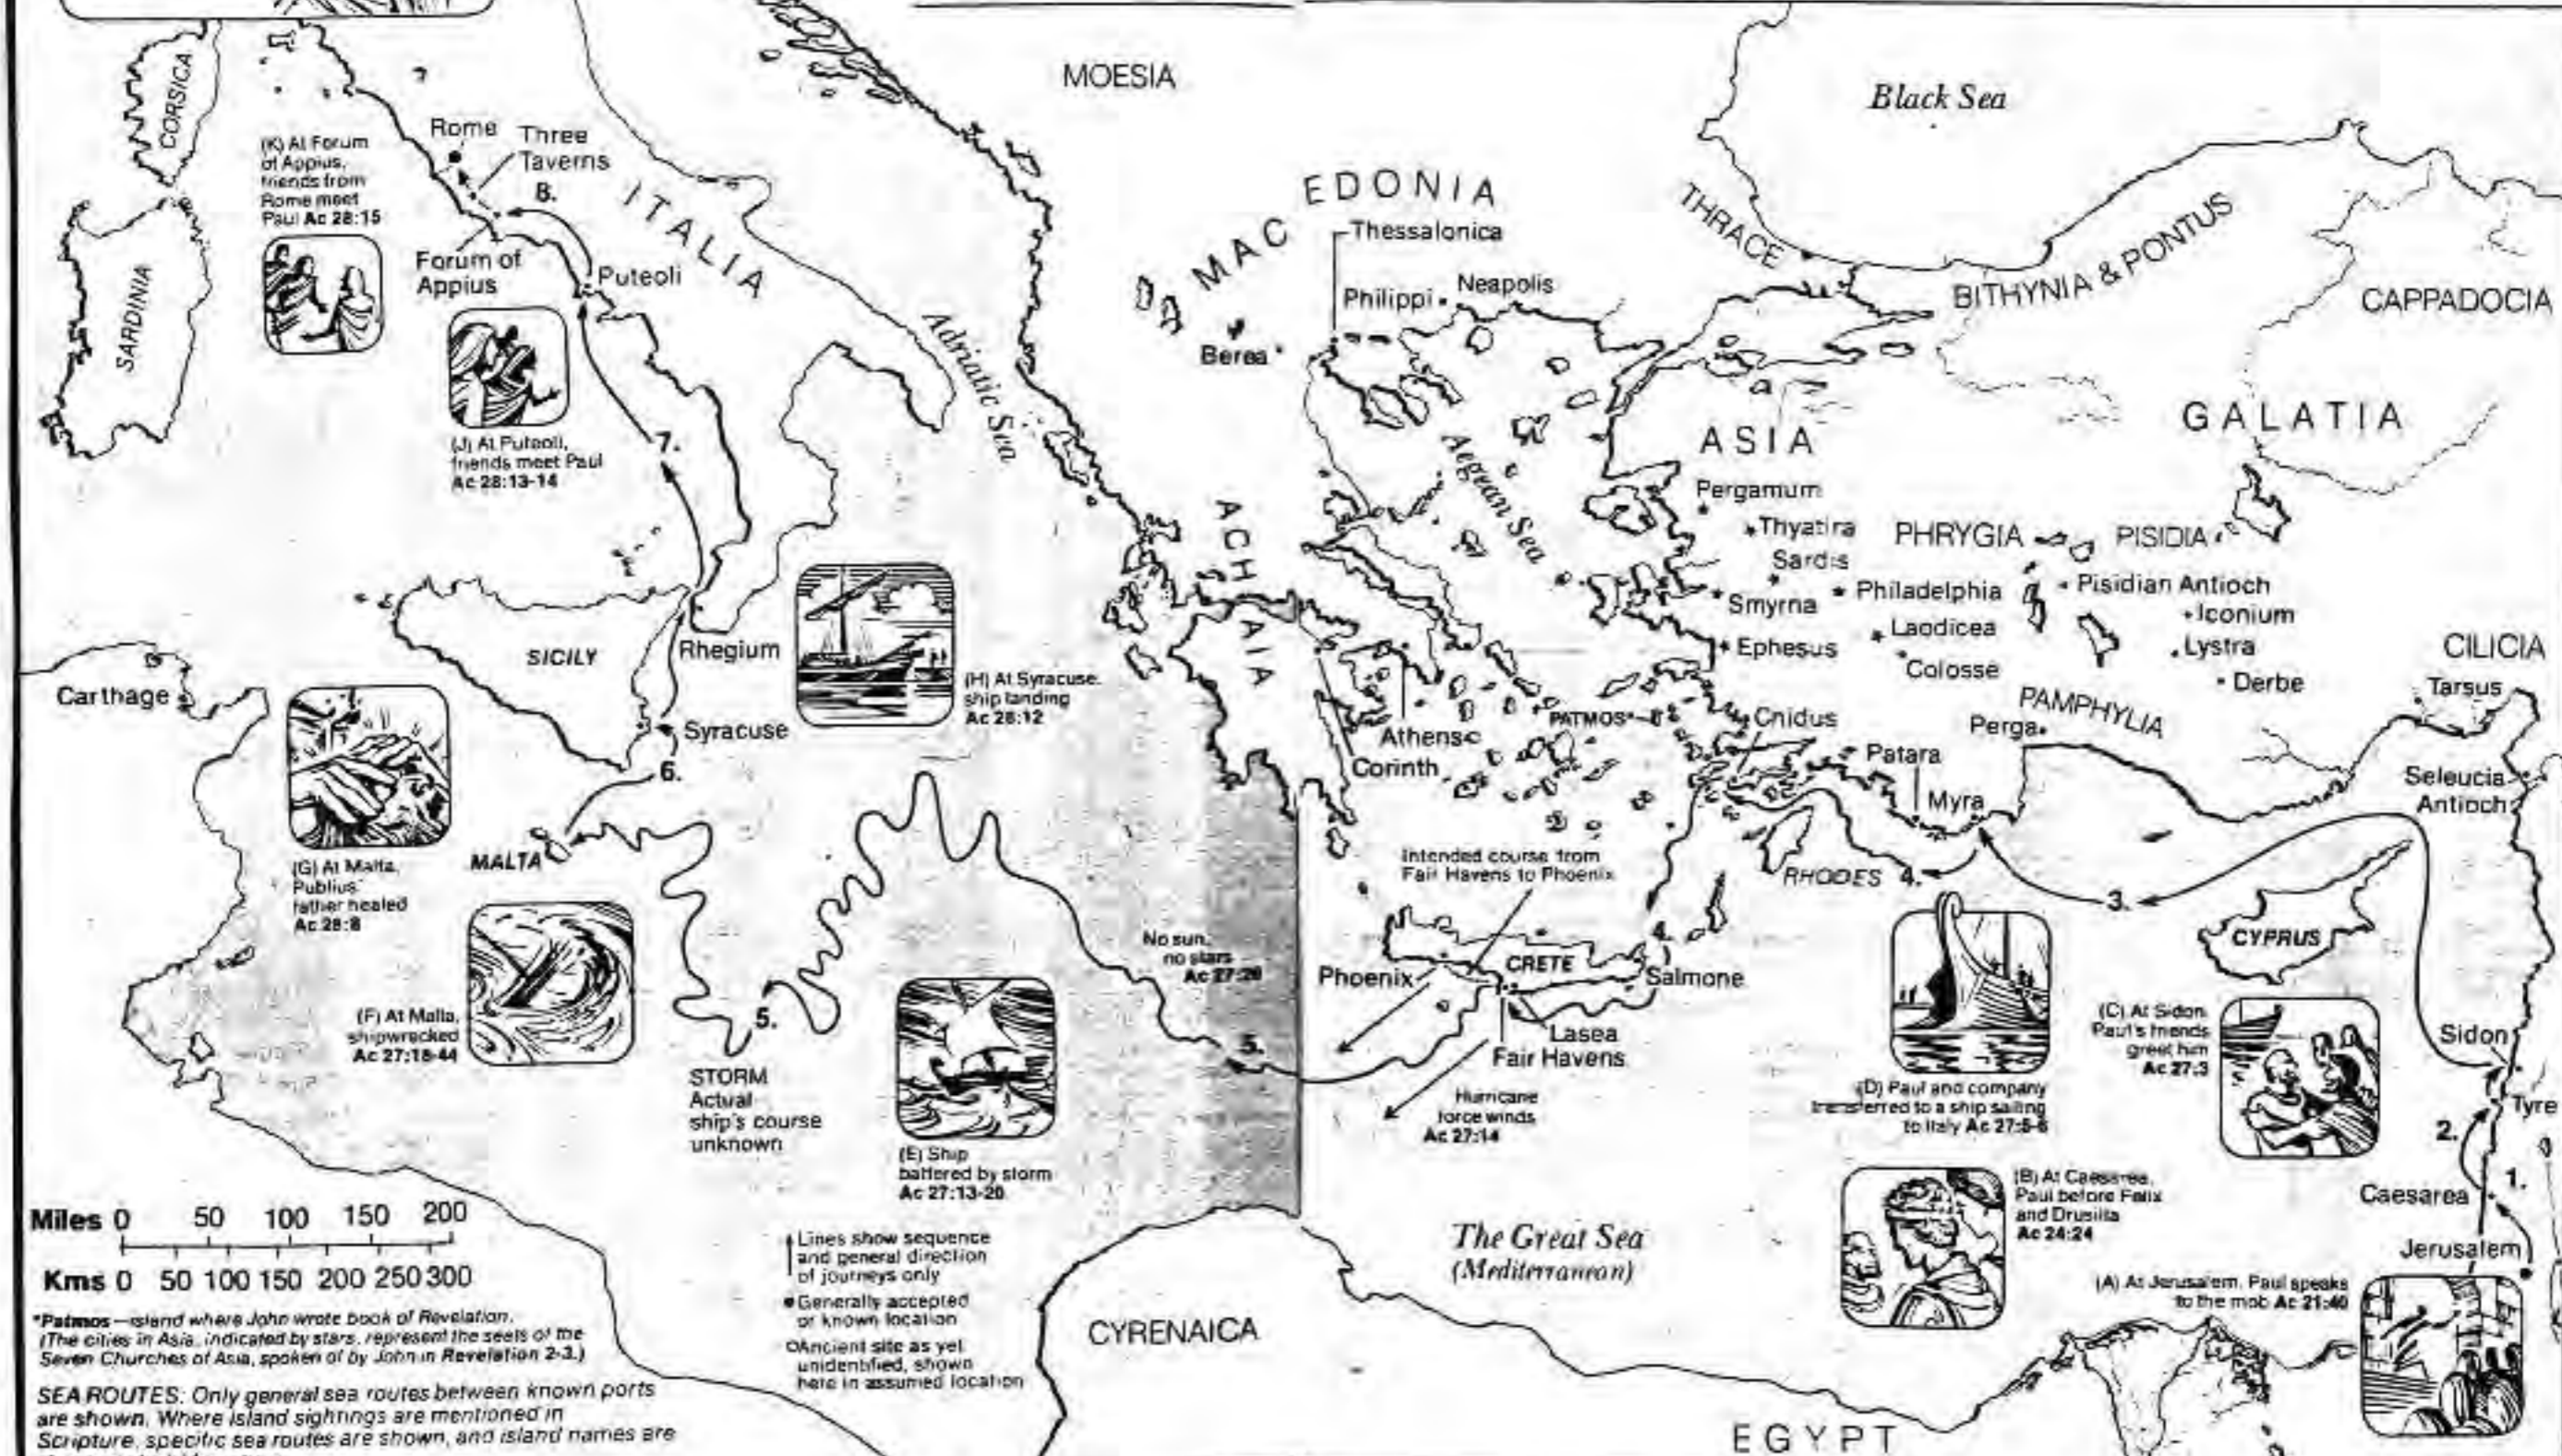 MOESIA
Black Sea
CORSICA
(K) At Forum
of Appius,
friends from
Rome meet
Paul Ac 28:15
Rome
Three
Taverns
8.
ITALIA
Forum of
Appius
Puteoli
SARDINIA
(J) At Puteoli,
friends meet Paul
Ac 28:13-14
7.
Adriatic Sea
MACEDONIA
Thessalonica
Philippi
Neapolis
Berea
THRACE
BITHYNIA & PONTUS
CAPPADOCIA
GALATIA
ASIA
Aegean Sea
Pergamum
Thyatira
Sardis
PHRYGIA
PISIDIA
Smyrna
Philadelphia
Pisidian Antioch
Iconium
Laodicea
Lystra
Ephesus
Colosse
Derbe
CILICIA
Tarsus
PAMPHYLIA
Perga
ACHAIA
PATMOS*
Cnidus
Athens
Corinth
Patara
Myra
Seleucia
Antioch
SICILY
Rhegium
Carthage
Syracuse
(H) At Syracuse,
ship landing
Ac 28:12
6.
MALTA
(G) At Malta,
Publius'
father healed
Ac 28:8
(F) At Malta,
shipwrecked
Ac 27:18-44
5.
STORM
Actual
ship's course
unknown
(E) Ship
battered by storm
Ac 27:13-20
No sun,
no stars
Ac 27:20
5.
Intended course from
Fair Havens to Phoenix
RHODES
4.
3.
4.
CRETE
Phoenix
Salmone
Lasea
Fair Havens
Hurricane
force winds
Ac 27:14
CYPRUS
(D) Paul and company
transferred to a ship sailing
to Italy Ac 27:5-6
(C) At Sidon,
Paul's friends
greet him
Ac 27:3
Sidon
Tyre
2.
1.
Caesarea
Jerusalem
(B) At Caesarea,
Paul before Felix
and Drusilla
Ac 24:24
(A) At Jerusalem, Paul speaks
to the mob Ac 21:40
The Great Sea
(Mediterranean)
CYRENAICA
EGYPT
Miles 0 50 100 150 200
Kms 0 50 100 150 200 250 300
Lines show sequence
and general direction
of journeys only
Generally accepted
or known location
Ancient site as yet
unidentified, shown
here in assumed location
*Patmos—island where John wrote book of Revelation.
(The cities in Asia, indicated by stars, represent the seats of the
Seven Churches of Asia, spoken of by John in Revelation 2-3.)
SEA ROUTES: Only general sea routes between known ports
are shown. Where island sightings are mentioned in
Scripture, specific sea routes are shown, and island names are